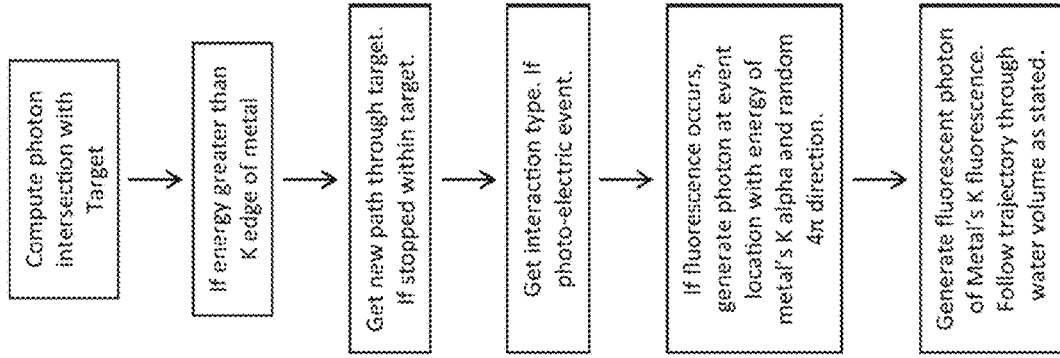 Compute photon
intersection with
Target
If energy greater than
K edge of metal
Get new path through target.
If stopped within target.
Get interaction type. If
photo-electric event.
If fluorescence occurs,
generate photon at event
location with energy of
metal's K alpha and random
4π direction.
Generate fluorescent photon
of Metal's K fluorescence.
Follow trajectory through
water volume as stated.